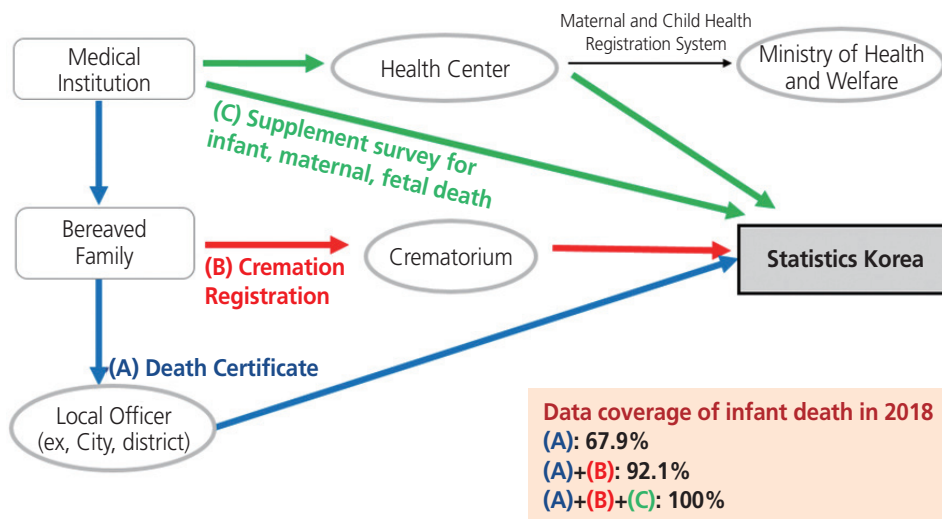 Maternal and Child Health
Registration System
Medical
Institution
Health Center
Ministry of Health
and Welfare
(C) Supplement survey for
infant, maternal, fetal death
Bereaved
Family
(B) Cremation
Registration
Crematorium
Statistics Korea
(A) Death Certificate
Local Officer
(ex, City, district)
Data coverage of infant death in 2018
(A): 67.9%
(A)+(B): 92.1%
(A)+(B)+(C): 100%